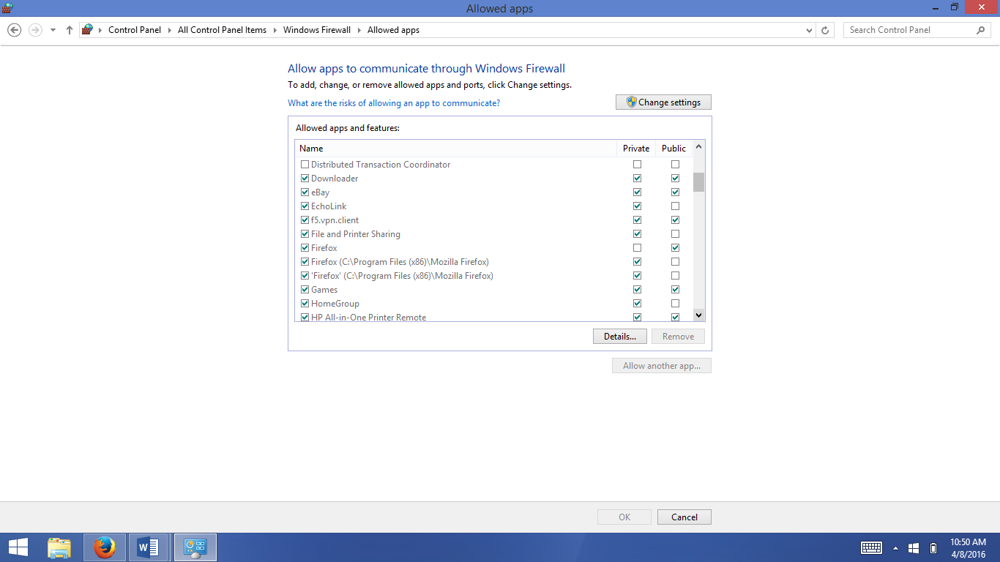 Allowed apps
Control Panel
All Control Panel Items
Windows Firewall
Allowed apps
Search Control Panel
Allow apps to communicate through Windows Firewall
To add, change, or remove allowed apps and ports, click Change settings.
What are the risks of allowing an app to communicate?
Change settings
Allowed apps and features:
Name Private Public
Distributed Transaction Coordinator
Downloader
eBay
EchoLink
f5.vpn.client
File and Printer Sharing
Firefox
Firefox (C:\Program Files (x86)\Mozilla Firefox)
'Firefox' (C:\Program Files (x86)\Mozilla Firefox)
Games
HomeGroup
HP All-in-One Printer Remote
Details... Remove
Allow another app...
OK Cancel
W
10:50 AM
4/8/2016